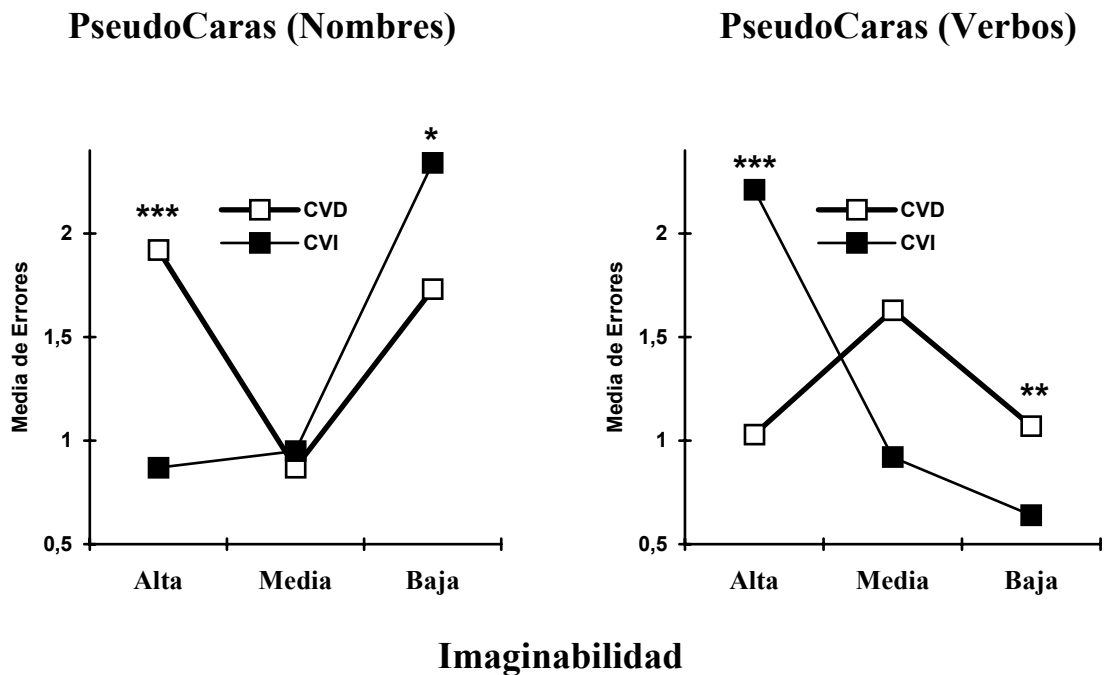 PseudoCaras (Nombres)
***
*
CVD
CVI
Media de Errores
2
1,5
1
0,5
Alta Media Baja
PseudoCaras (Verbos)
***
**
CVD
CVI
Media de Errores
2
1,5
1
0,5
Alta Media Baja
Imaginabilidad